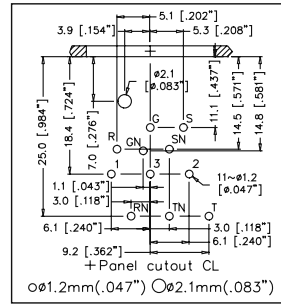 5.1 [.202"]
3.9 [.154"] 5.3 [.208"]
ø2.1
[ø.083"]
25.0 [.984"]
18.4 [.724"]
7.0 [.276"]
11.1 [.437"]
14.5 [.571"]
14.8 [.581"]
G S
R GN SN
1 3 2
11~ø1.2
[ø.047"]
1.1 [.043"]
3.0 [.118"]
RN TN T
6.1 [.240"] 3.0 [.118"]
6.1 [.240"]
9.2 [.362"]
+Panel cutout CL
oø1.2mm(.047") Oø2.1mm(.083")